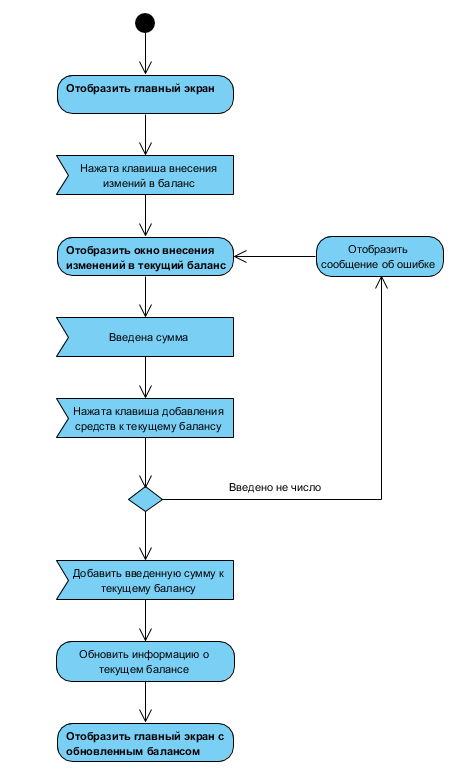 Отобразить главный экран
Нажата клавиша внесения
измений в баланс
Отобразить окно внесения
изменений в текущий баланс
Отобразить
сообщение об ошибке
Введена сумма
Нажата клавиша добавления
средств к текущему балансу
Введено не число
Добавить введенную сумму к
текущему балансу
Обновить информацию о
текущем балансе
Отобразить главный экран с
обновленным балансом